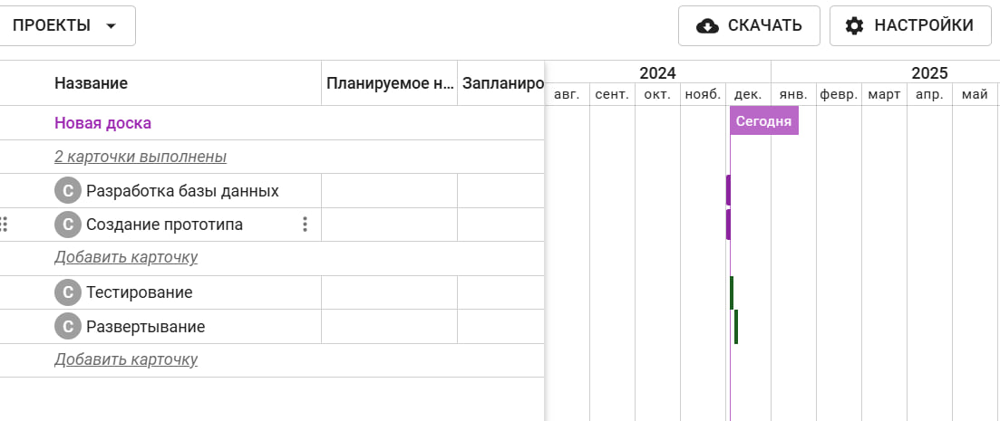 ПРОЕКТЫ
СКАЧАТЬ
НАСТРОЙКИ
Название
Планируемое н...
Запланиро
2024
2025
авг. сент. окт. нояб. дек. янв. февр. март апр. май
Новая доска
Сегодня
2 карточки выполнены
С Разработка базы данных
С Создание прототипа
Добавить карточку
С Тестирование
С Развертывание
Добавить карточку